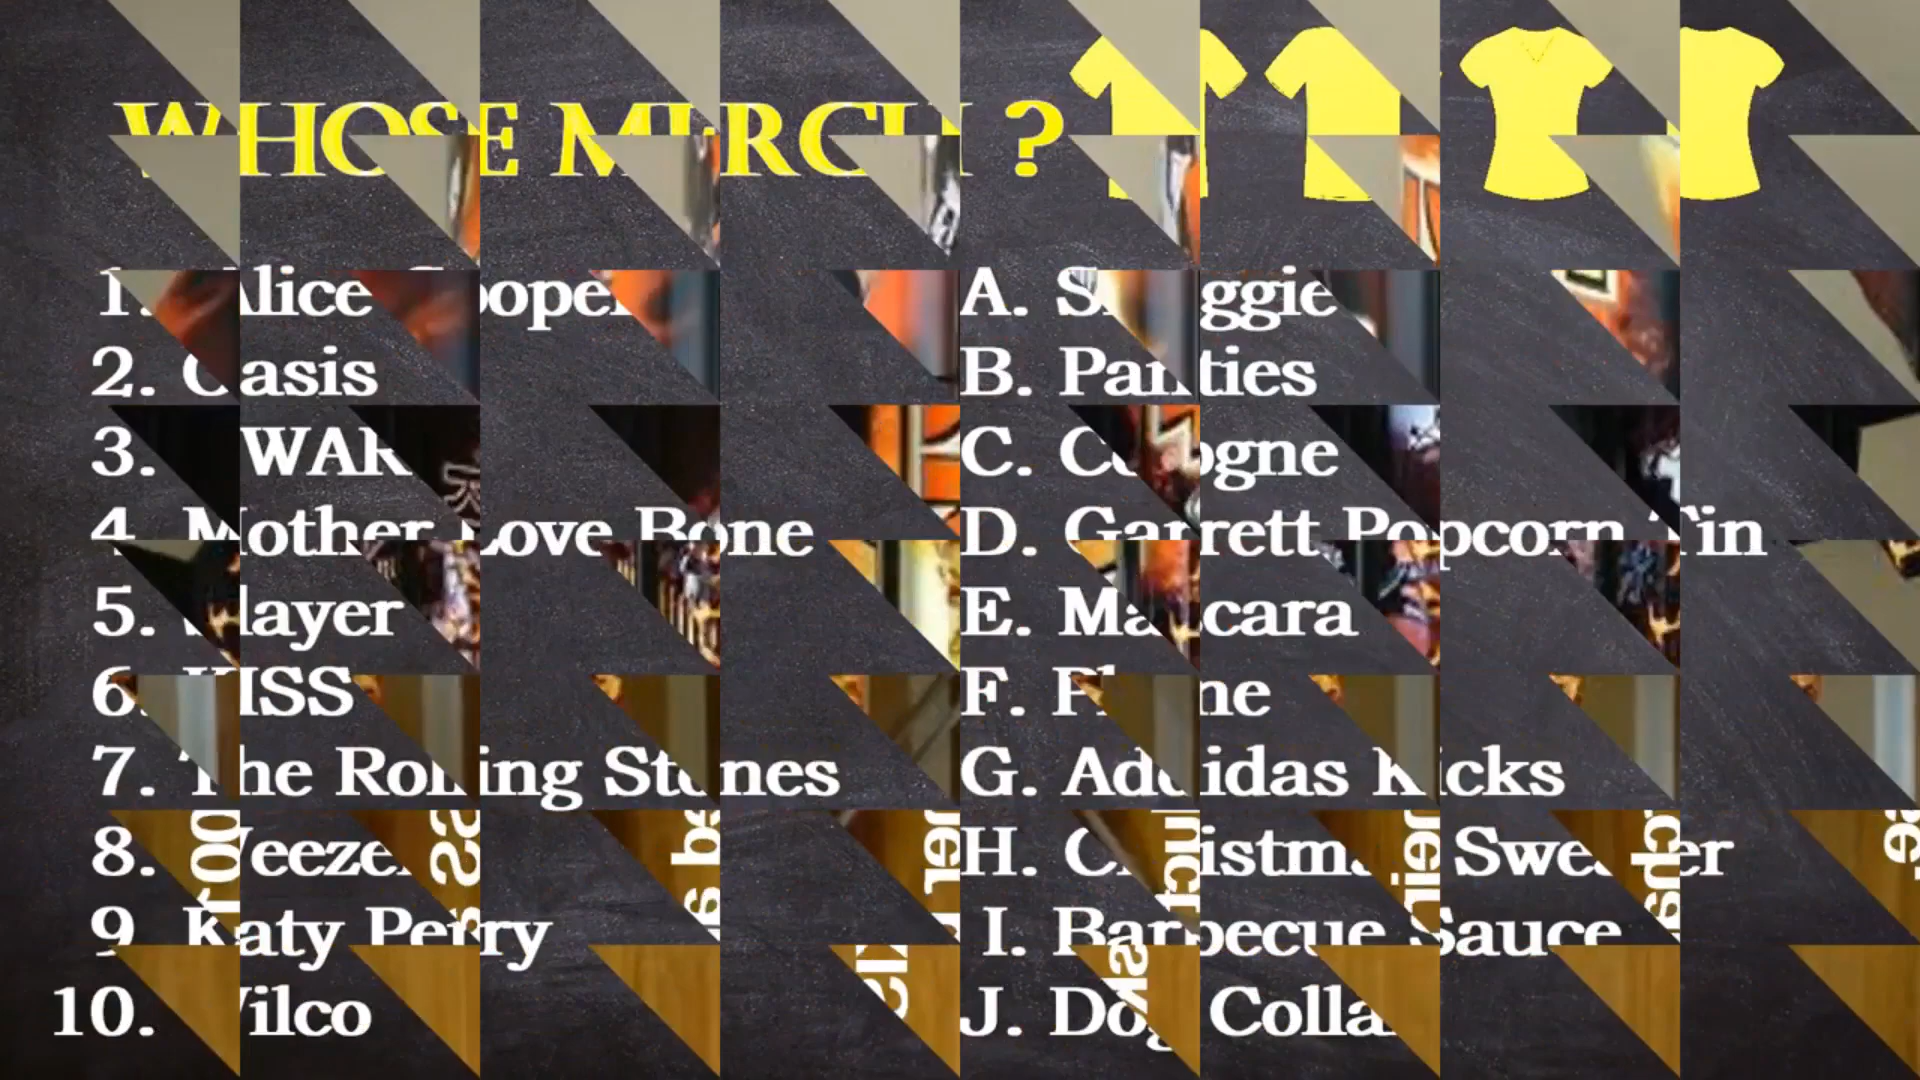 WHOSE MERCH ?
1. Alice Cooper
2. Oasis
3. GWAR
4. Mother Love Bone
5. Slayer
6. KISS
7. The Rolling Stones
8. Weezer
9. Katy Perry
10. Wilco
A. Snuggie
B. Panties
C. Cologne
D. Garrett Popcorn Tin
E. Mascara
F. Phone
G. Addidas Kicks
H. Christmas Sweater
I. Barbecue Sauce
J. Dog Collar